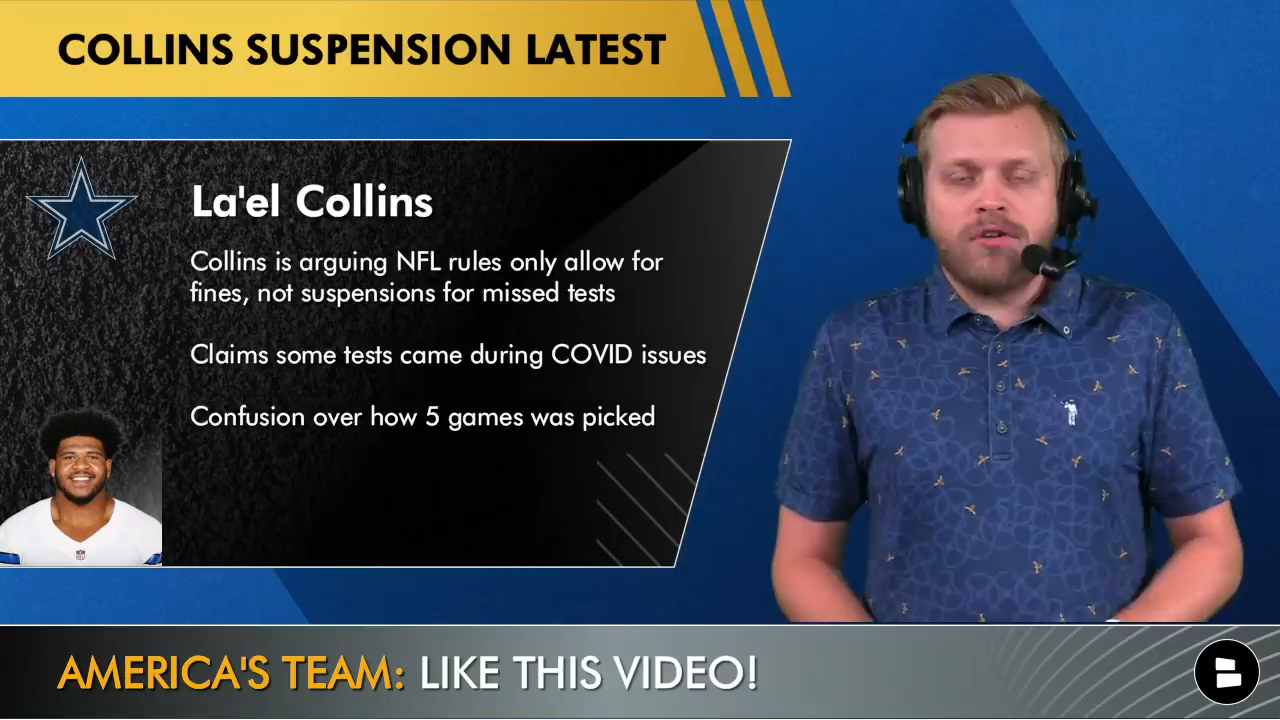 COLLINS SUSPENSION LATEST
La'el Collins
Collins is arguing NFL rules only allow for
fines, not suspensions for missed tests
Claims some tests came during COVID issues
Confusion over how 5 games was picked
AMERICA'S TEAM: LIKE THIS VIDEO!